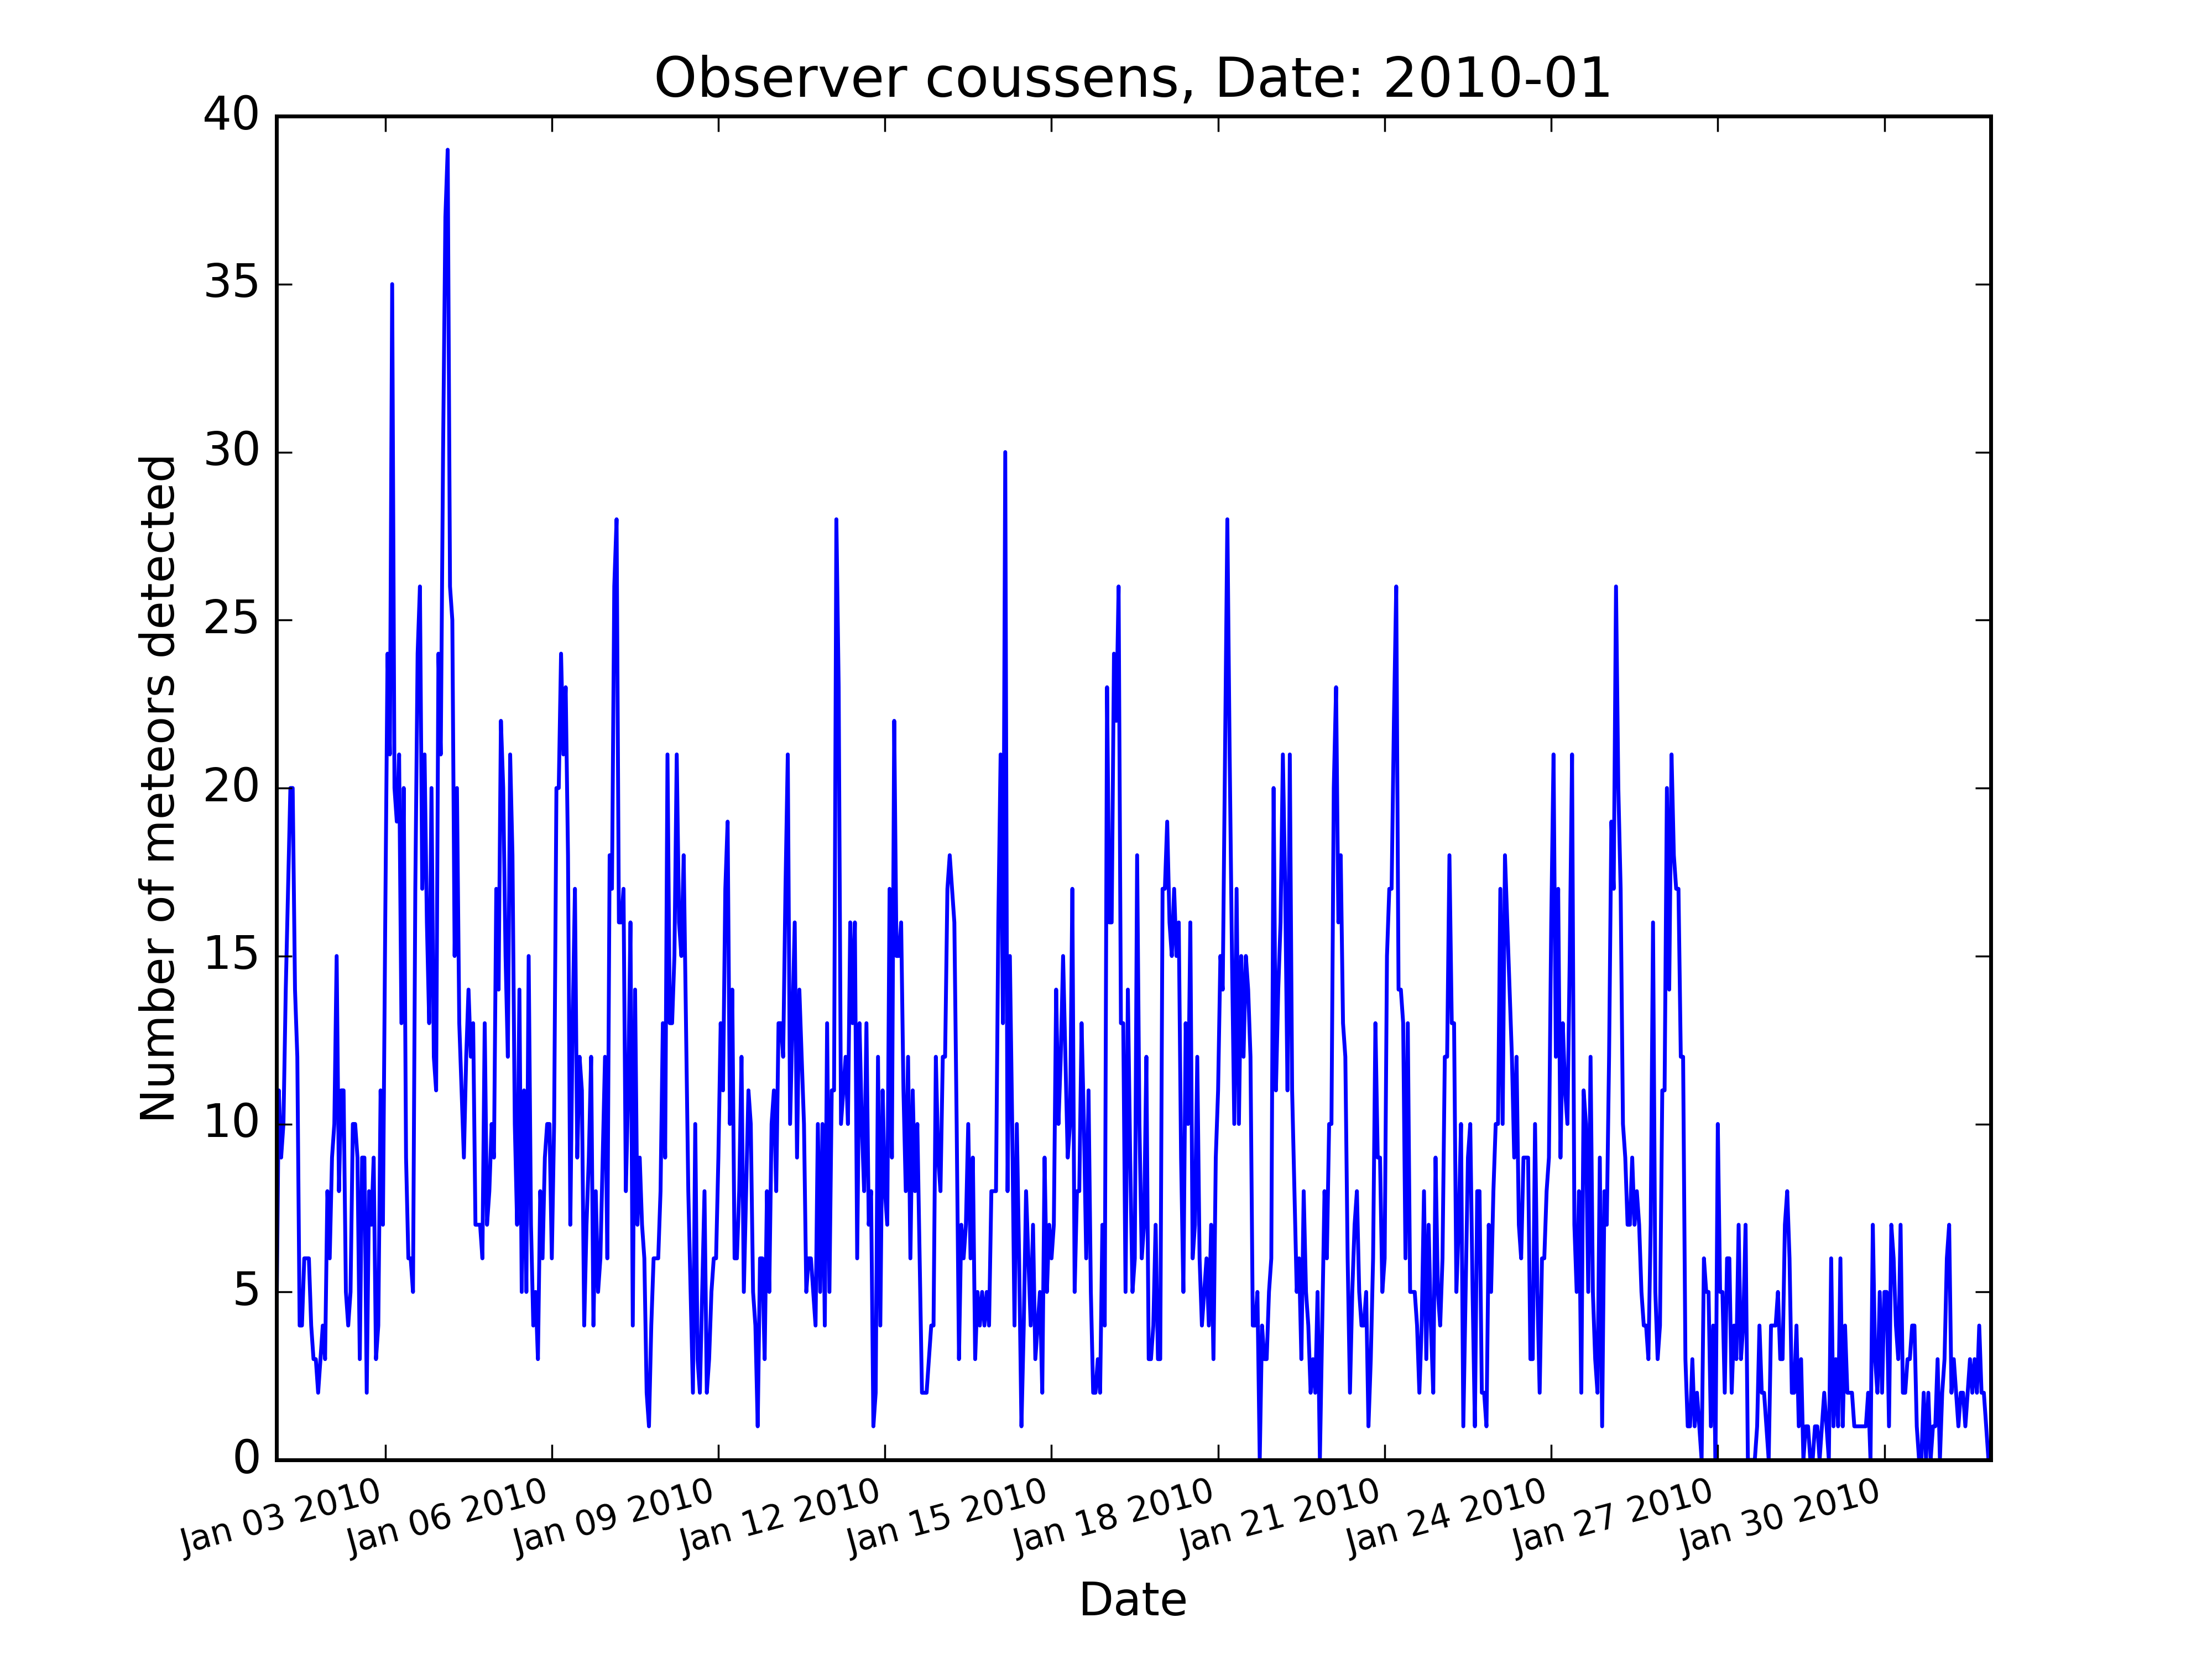 Observer coussens, Date: 2010-01
Number of meteors detected
40
35
30
25
20
15
10
5
0
Jan 03 2010
Jan 06 2010
Jan 09 2010
Jan 12 2010
Jan 15 2010
Jan 18 2010
Jan 21 2010
Jan 24 2010
Jan 27 2010
Jan 30 2010
Date